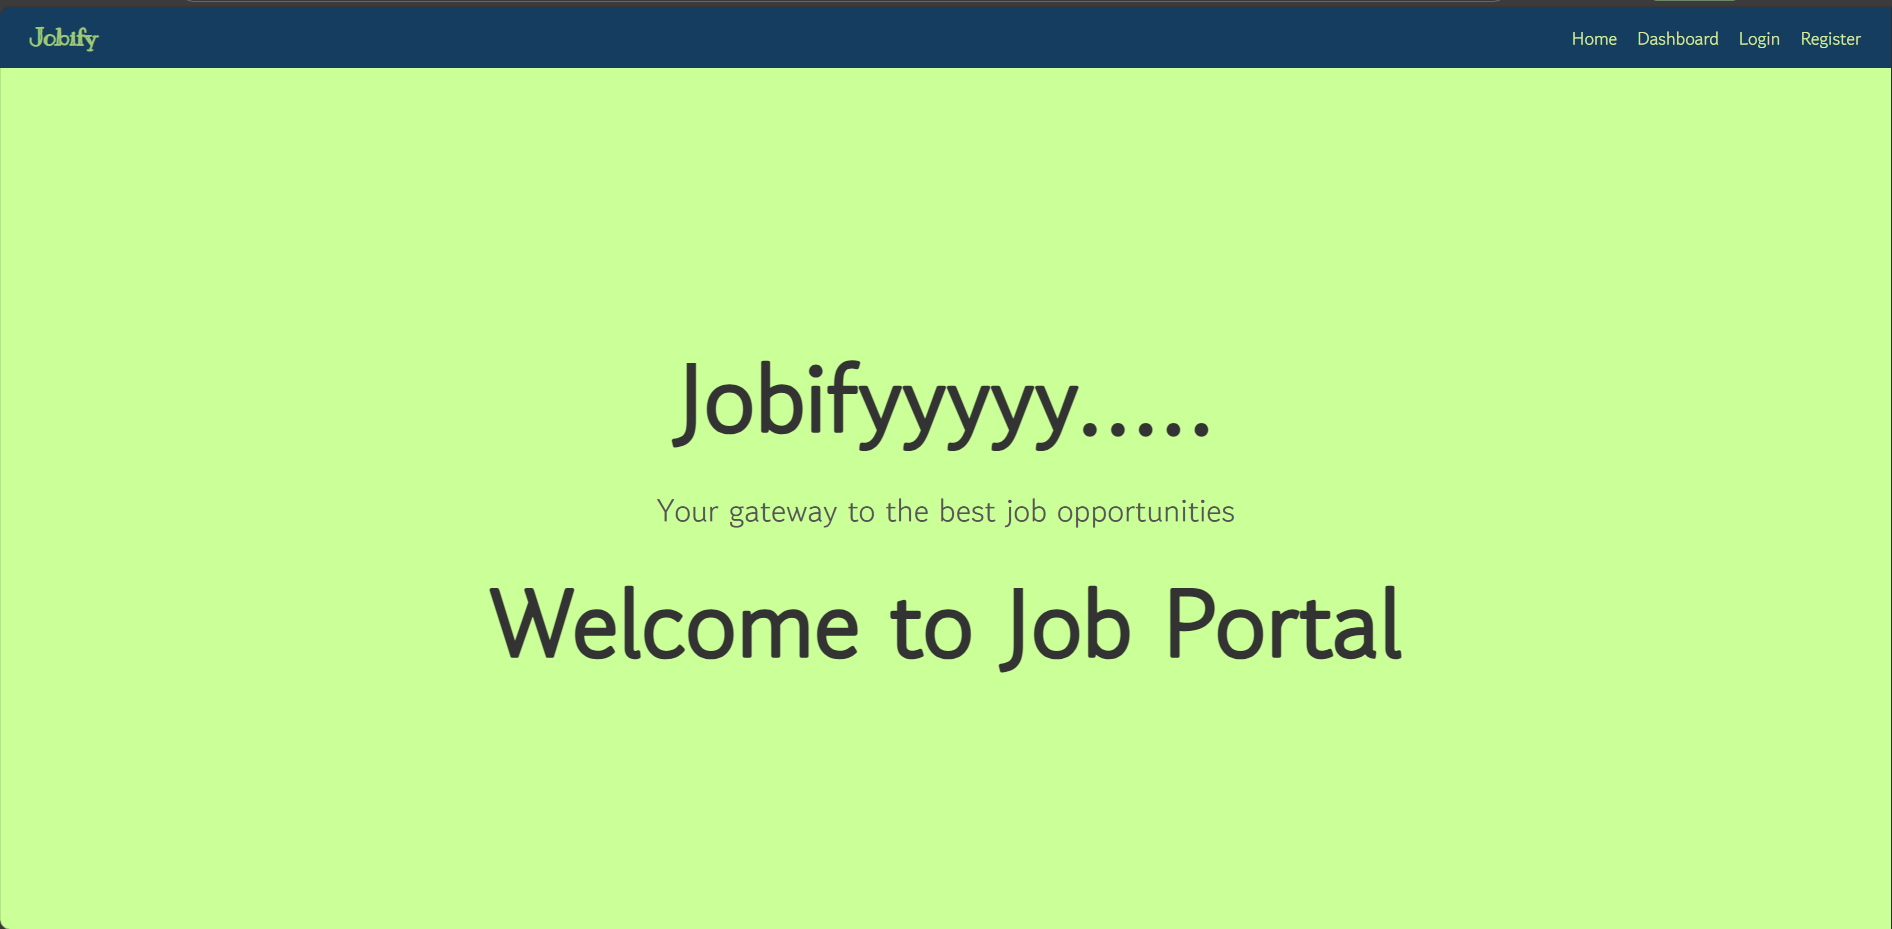 Jobify
Home Dashboard Login Register
Jobifyyyyy.....
Your gateway to the best job opportunities
Welcome to Job Portal